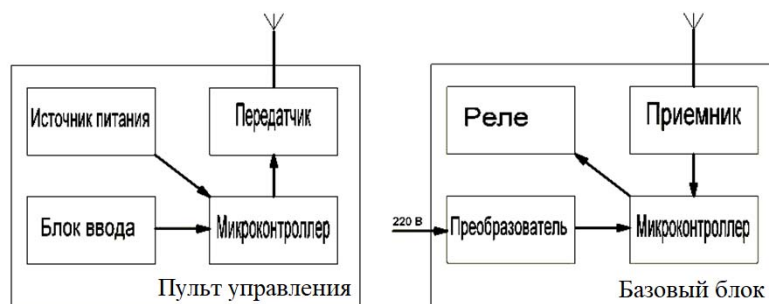 Источник питания
Передатчик
Блок ввода
Микроконтроллер
Пульт управления
Реле
Приемник
220 В
Преобразователь
Микроконтроллер
Базовый блок